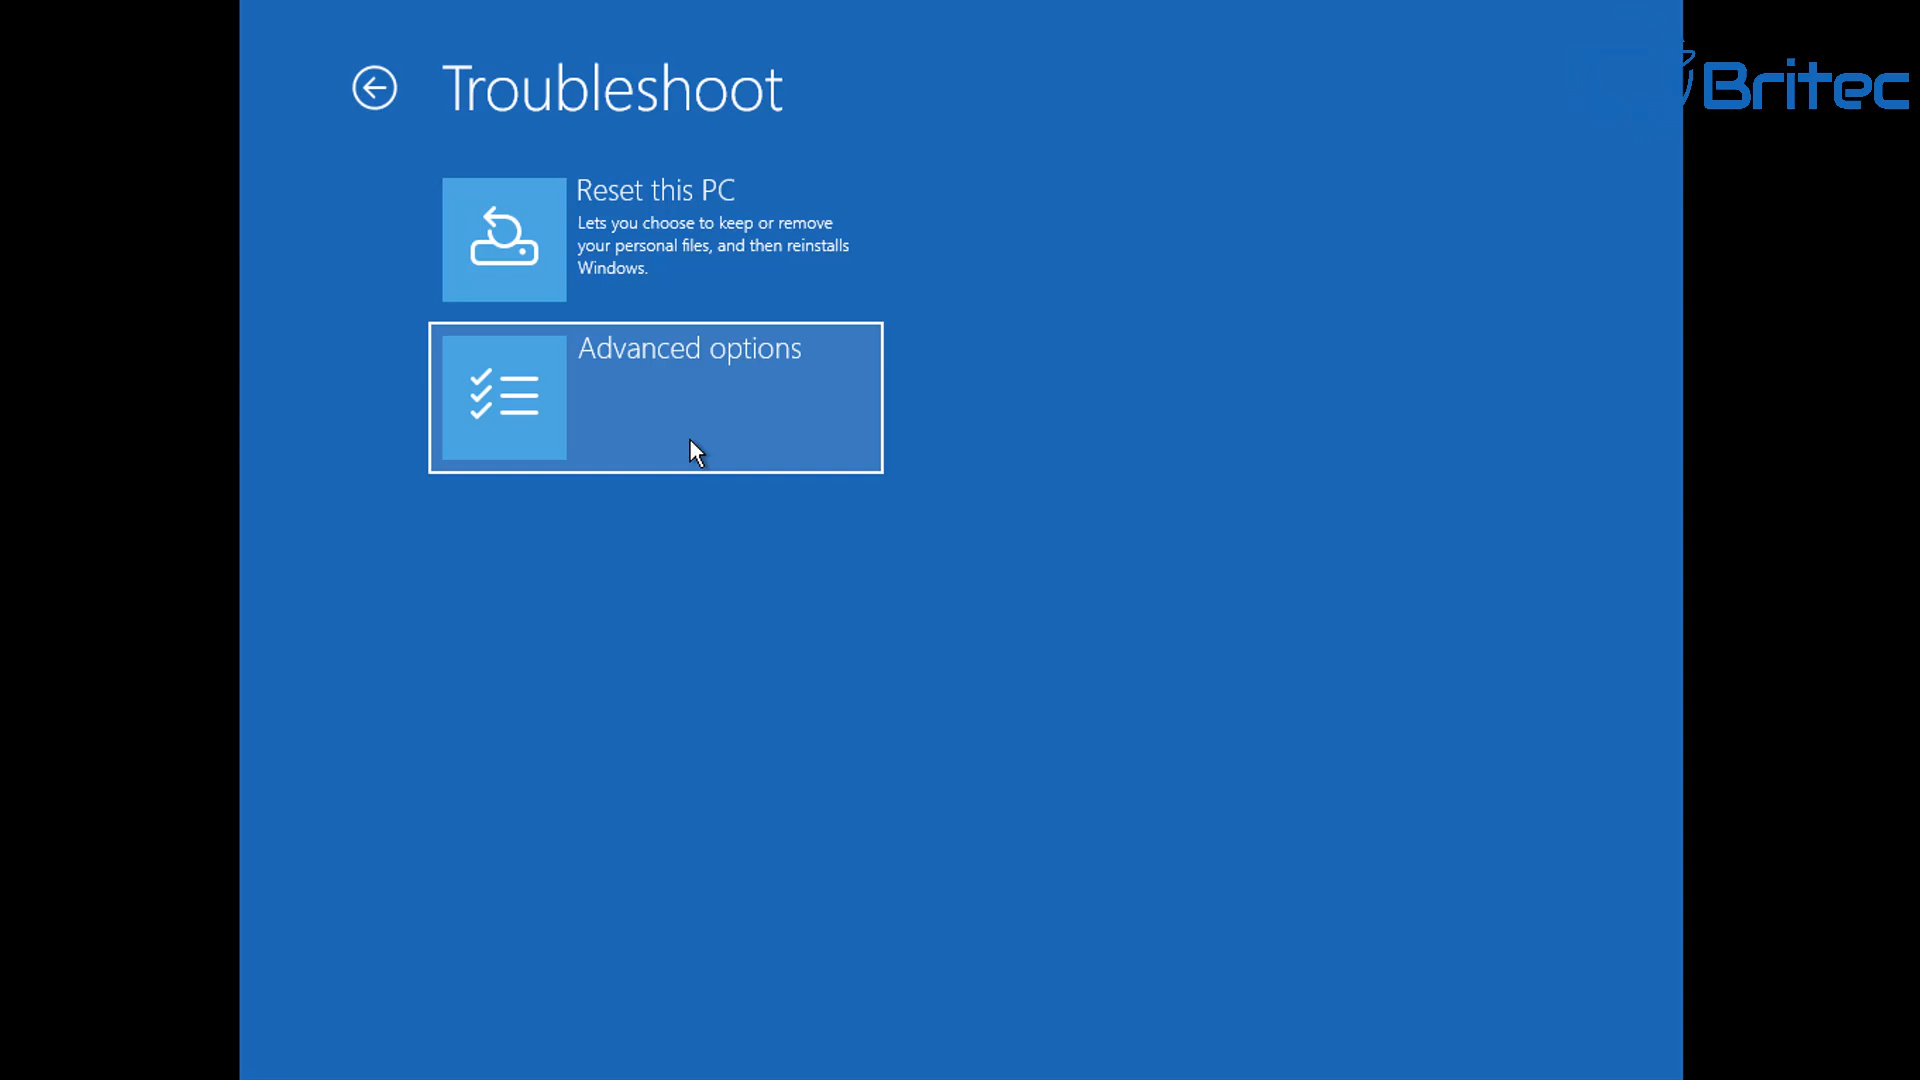 Troubleshoot
Britec
Reset this PC
Lets you choose to keep or remove
your personal files, and then reinstalls
Windows.
Advanced options